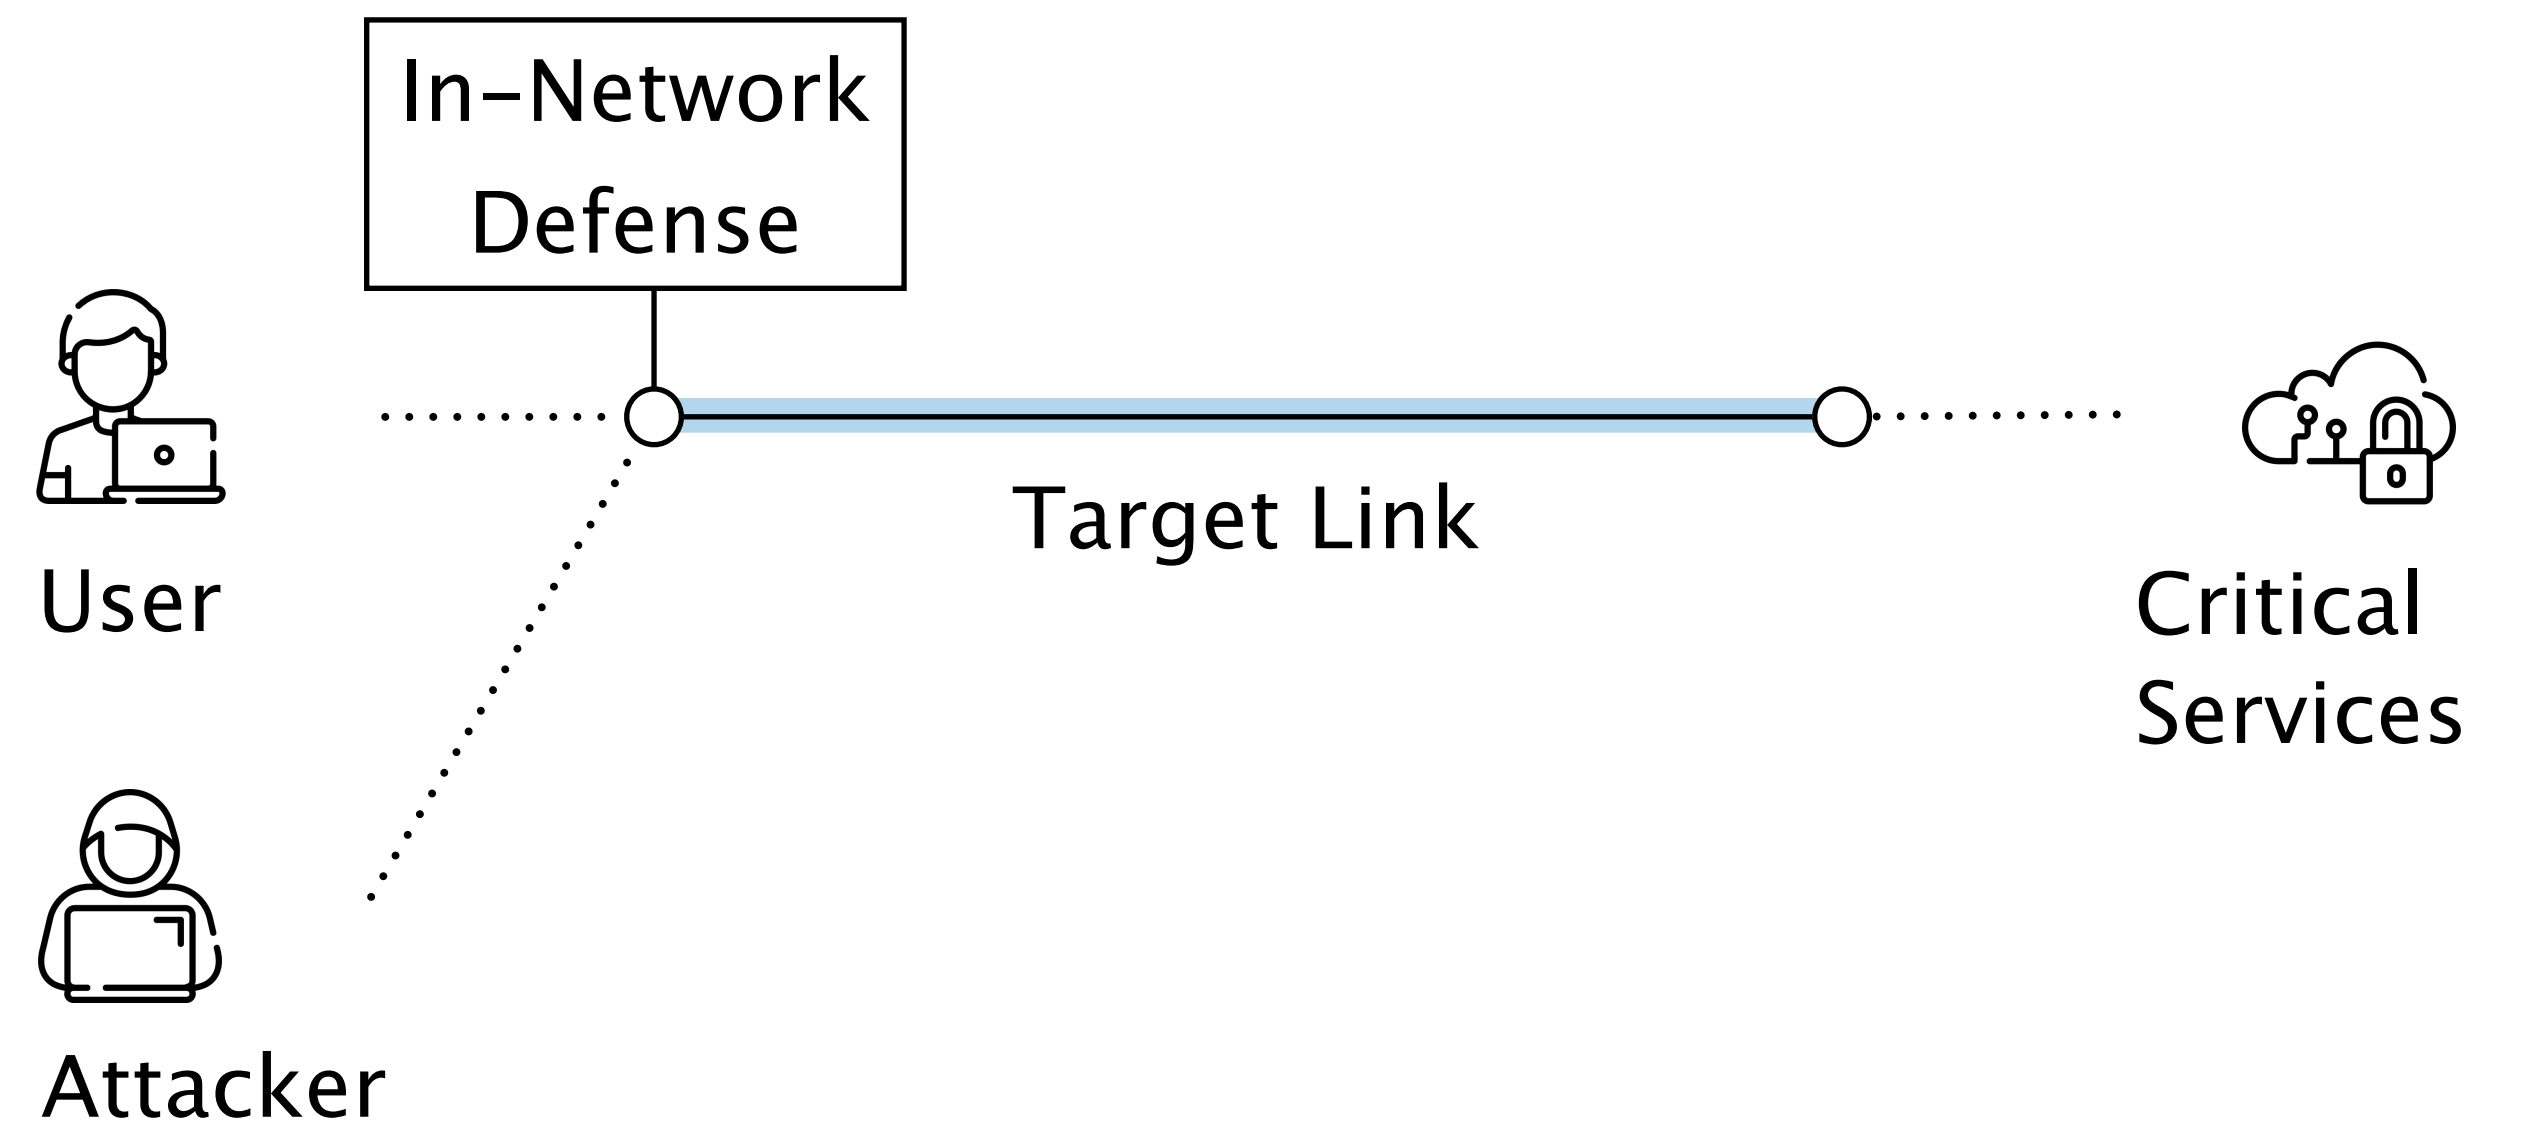 In-Network
Defense
User
Target Link
Critical
Services
Attacker